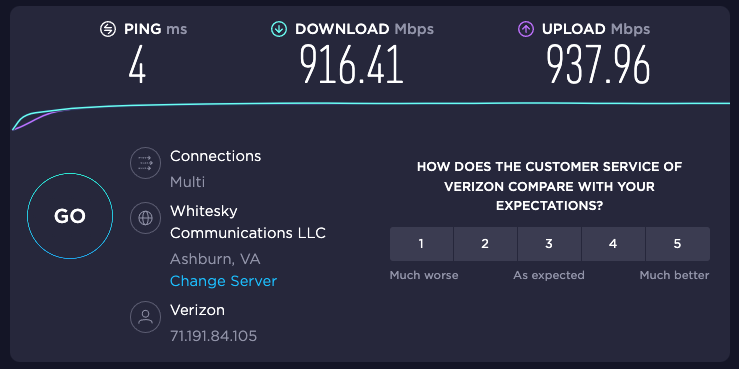 PING ms
DOWNLOAD Mbps
UPLOAD Mbps
4
916.41
937.96
GO
Connections
Multi
Whitesky
Communications LLC
Ashburn, VA
Change Server
Verizon
71.191.84.105
HOW DOES THE CUSTOMER SERVICE OF
VERIZON COMPARE WITH YOUR
EXPECTATIONS?
1 2 3 4 5
Much worse As expected Much better